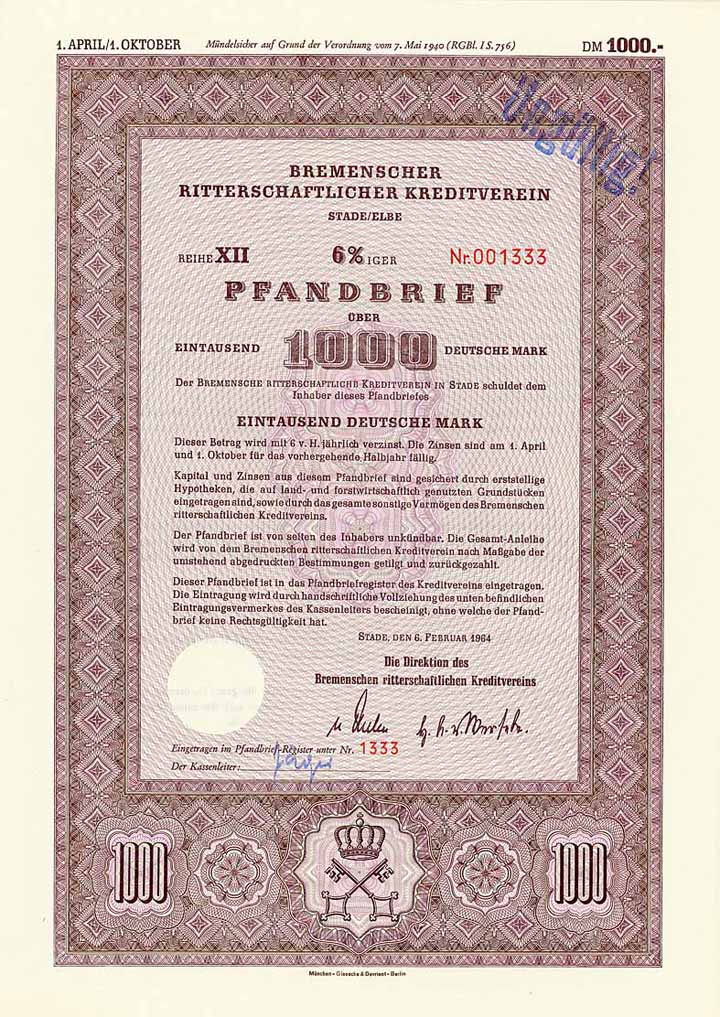 1. APRIL/1. OKTOBER Mündelsicher auf Grund der Verordnung vom 7. Mai 1940 (RGBl. I S. 756) DM 1000.-
Ungültig!
BREMENSCHER
RITTERSCHAFTLICHER KREDITVEREIN
STADE/ELBE
REIHE XII 6% IGER Nr. 001333
PFANDBRIEF
ÜBER
EINTAUSEND 1000 DEUTSCHE MARK
Der BREMENSCHE RITTERSCHAFTLICHE KREDITVEREIN IN STADE schuldet dem
Inhaber dieses Pfandbriefes
EINTAUSEND DEUTSCHE MARK
Dieser Betrag wird mit 6 v. H. jährlich verzinst. Die Zinsen sind am 1. April
und 1. Oktober für das vorhergehende Halbjahr fällig.
Kapital und Zinsen aus diesem Pfandbrief sind gesichert durch erststellige
Hypotheken, die auf land- und forstwirtschaftlich genutzten Grundstücken
eingetragen sind, sowie durch das gesamte sonstige Vermögen des Bremenschen
ritterschaftlichen Kreditvereins.
Der Pfandbrief ist von seiten des Inhabers unkündbar. Die Gesamt-Anleihe
wird von dem Bremenschen ritterschaftlichen Kreditverein nach Maßgabe der
umstehend abgedruckten Bestimmungen getilgt und zurückgezahlt.
Dieser Pfandbrief ist in das Pfandbriefregister des Kreditvereins eingetragen.
Die Eintragung wird durch handschriftliche Vollziehung des unten befindlichen
Eintragungsvermerkes des Kassenleiters bescheinigt, ohne welche der Pfand-
brief keine Rechtsgültigkeit hat.
STADE, DEN 6. FEBRUAR 1964
Die Direktion des
Bremenschen ritterschaftlichen Kreditvereins
Eingetragen im Pfandbrief-Register unter Nr. 1333
Der Kassenleiter:
1000 1000
München - Giesecke & Devrient - Berlin